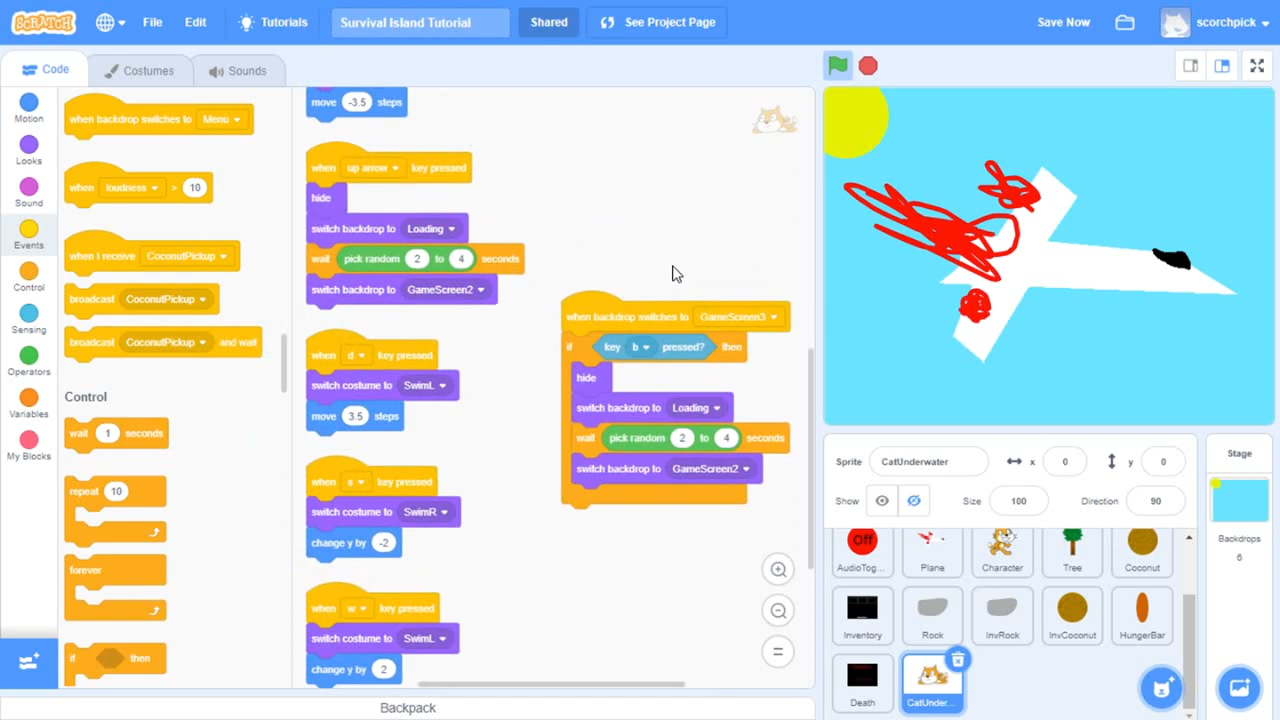 SCRATCH File Edit Tutorials Survival Island Tutorial Shared See Project Page Save Now scorchpick
Code Costumes Sounds
Motion
Looks
Sound
Events
Control
Sensing
Operators
Variables
My Blocks
when backdrop switches to Menu
when loudness > 10
when I receive CoconutPickup
broadcast CoconutPickup
broadcast CoconutPickup and wait
Control
wait 1 seconds
repeat 10
forever
if then
move -3.5 steps
when up arrow key pressed
hide
switch backdrop to Loading
wait pick random 2 to 4 seconds
switch backdrop to GameScreen2
when d key pressed
switch costume to SwimL
move 3.5 steps
when s key pressed
switch costume to SwimR
change y by -2
when w key pressed
switch costume to SwimL
change y by 2
when backdrop switches to GameScreen3
if key b pressed? then
hide
switch backdrop to Loading
wait pick random 2 to 4 seconds
switch backdrop to GameScreen2
Backpack
Sprite CatUnderwater x 0 y 0
Show Size 100 Direction 90
Off
AudioTog... Plane Character Tree Coconut
Inventory Rock InvRock InvCoconut HungerBar
Death CatUnder...
Stage
Backdrops
6